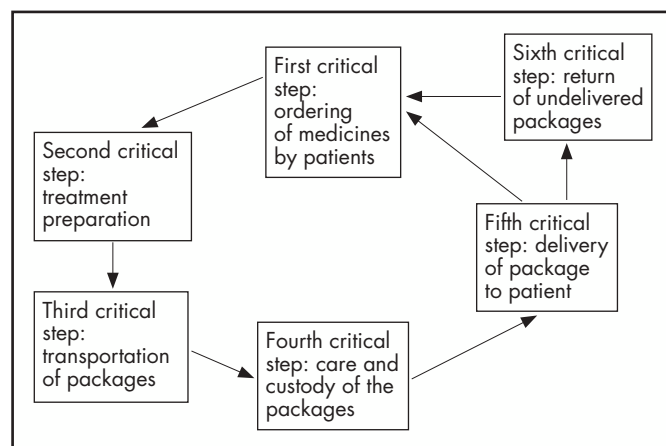 First critical
step:
ordering
of medicines
by patients
Second critical
step:
treatment
preparation
Third critical
step:
transportation
of packages
Fourth critical
step: care and
custody of the
packages
Fifth critical
step: delivery
of package
to patient
Sixth critical
step: return
of undelivered
packages